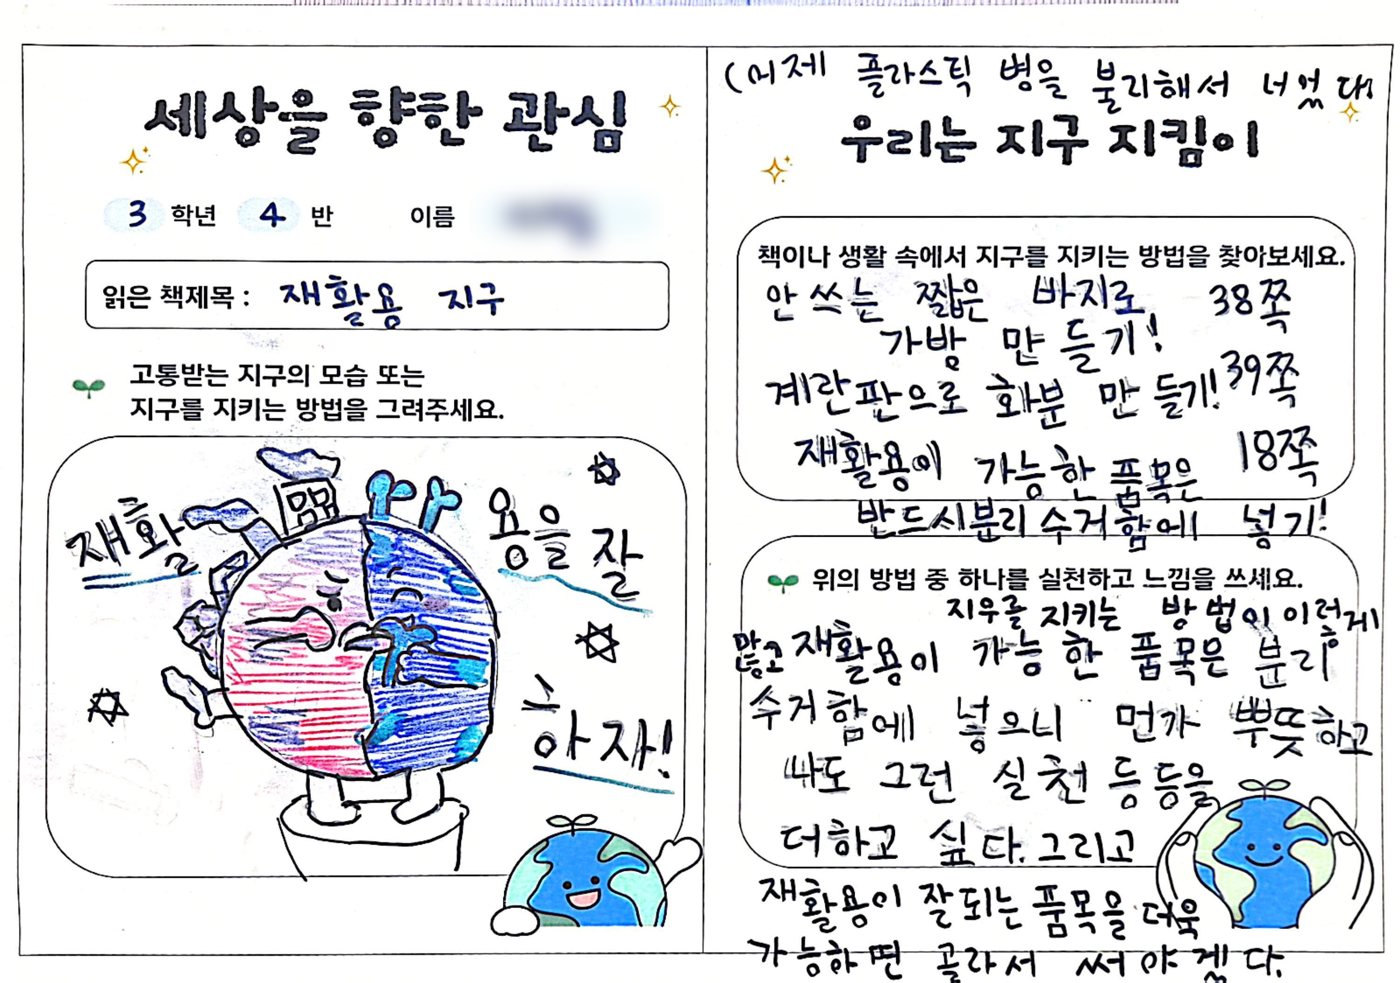 세상을 향한 관심
3 학년 4 반 이름
읽은 책제목 : 재활용 지구
고통받는 지구의 모습 또는
지구를 지키는 방법을 그려주세요.
재활용을 잘
하자!
(어제 플라스틱 병을 불리해서 너었다)
우리는 지구 지킴이
책이나 생활 속에서 지구를 지키는 방법을 찾아보세요.
안 쓰는 짧은 바지로 38쪽
가방 만들기!
계란판으로 화분 만들기! 39쪽
재활용이 가능한 품목은 18쪽
반드시분리수거함에 넣기!
위의 방법 중 하나를 실천하고 느낌을 쓰세요.
지우를 지키는 방법이 이렇게
많고 재활용이 가능한 품목은 분리
수거함에 넣으니 먼가 뿌듯하고
나도 그런 실천 등등을
더하고 싶다. 그리고
재활용이 잘되는 품목을 더욱
가능하면 골라서 써야겠다.